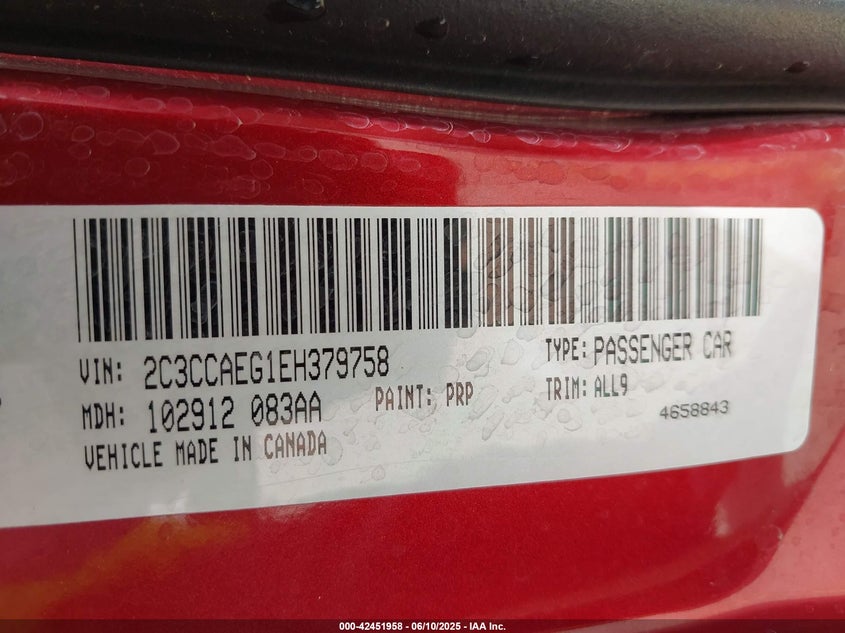 VIN: 2C3CCAEG1EH379758 TYPE: PASSENGER CAR
MDH: 102912 083AA PAINT: PRP TRIM: ALL9
4658843
VEHICLE MADE IN CANADA
000-42451958 - 06/10/2025 - IAA Inc.